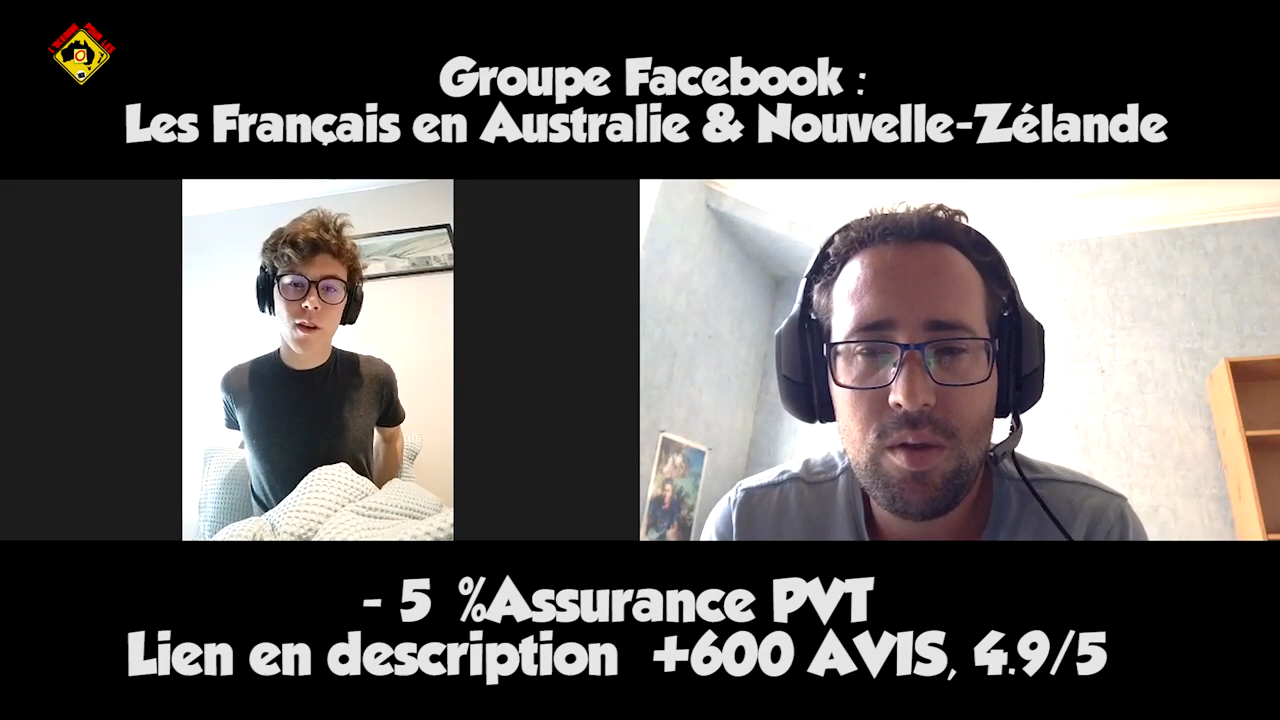 Groupe Facebook :
Les Français en Australie & Nouvelle-Zélande
- 5 %Assurance PVT
Lien en description +600 AVIS, 4.9/5